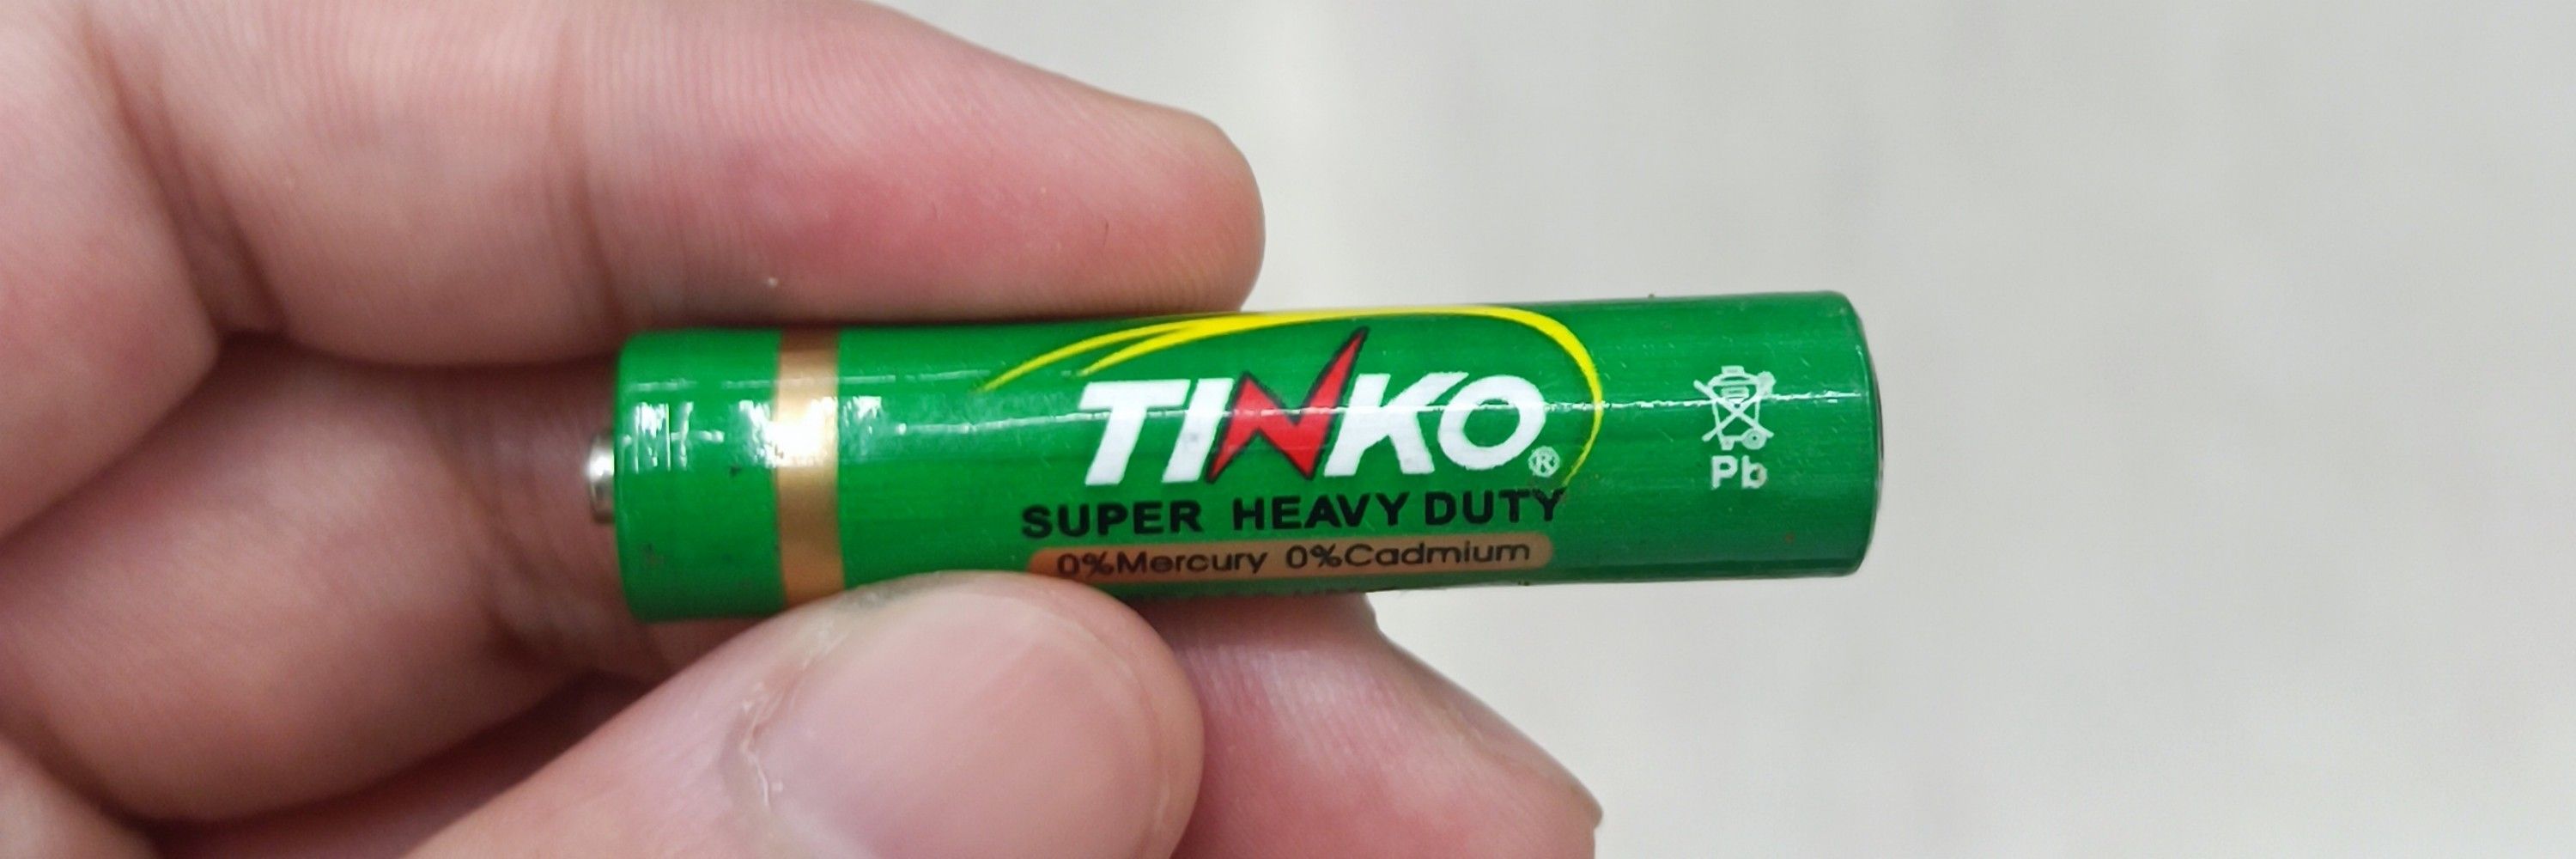 TINKO®
SUPER HEAVY DUTY
0%Mercury 0%Cadmium
Pb